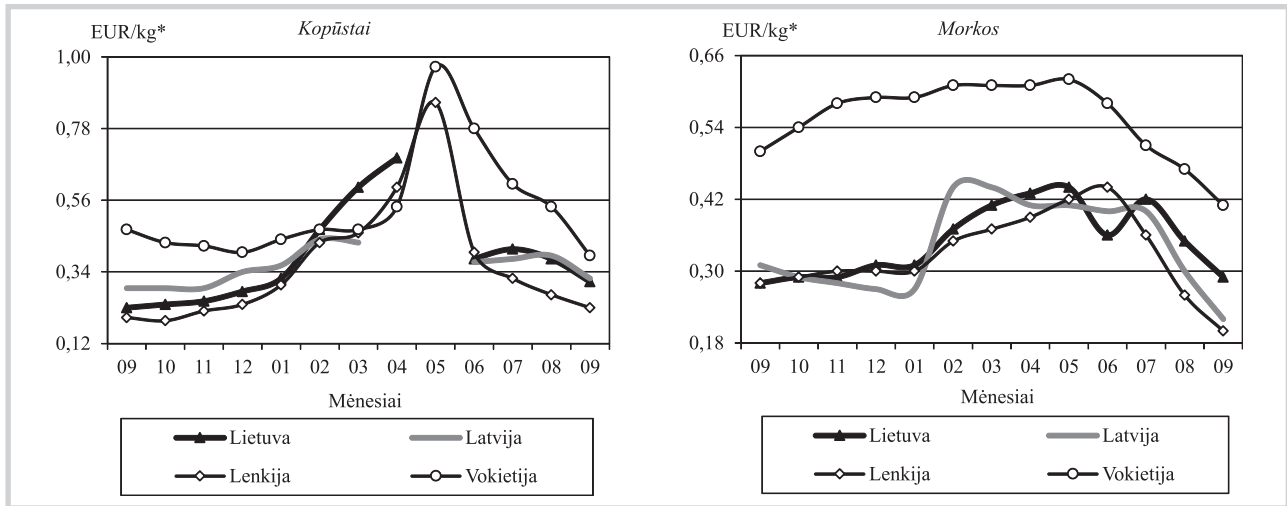 EUR/kg*
Kopūstai
1,00
0,78
0,56
0,34
0,12
09 10 11 12 01 02 03 04 05 06 07 08 09
Mėnesiai
Lietuva Latvija
Lenkija Vokietija
EUR/kg*
Morkos
0,66
0,54
0,42
0,30
0,18
09 10 11 12 01 02 03 04 05 06 07 08 09
Mėnesiai
Lietuva Latvija
Lenkija Vokietija